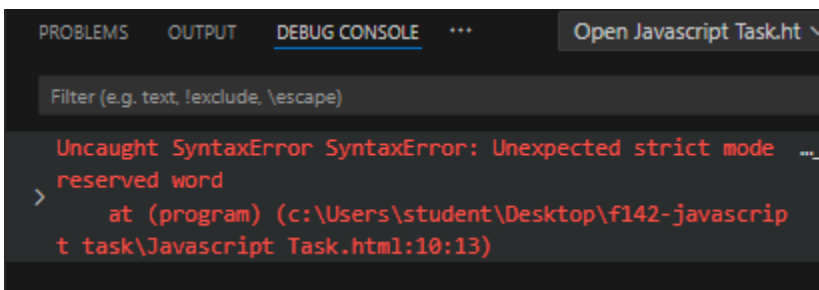 PROBLEMS OUTPUT DEBUG CONSOLE ··· Open Javascript Task.ht
Filter (e.g. text, !exclude, \escape)
Uncaught SyntaxError SyntaxError: Unexpected strict mode
reserved word
at (program) (c:\Users\student\Desktop\f142-javascrip
t task\Javascript Task.html:10:13)